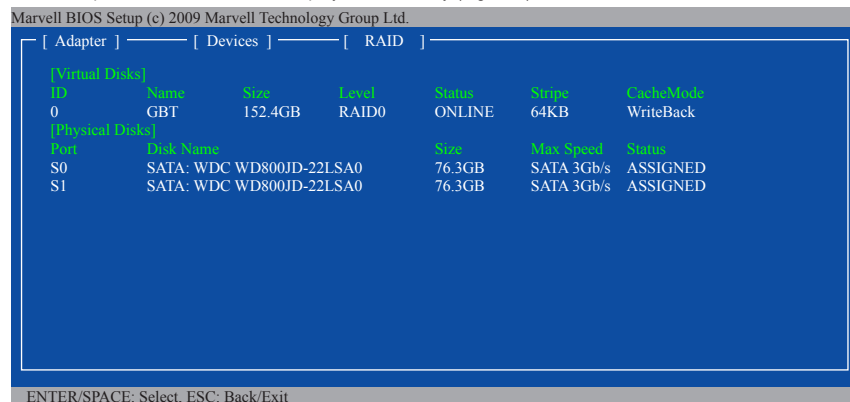 Marvell BIOS Setup (c) 2009 Marvell Technology Group Ltd.
[ Adapter ] [ Devices ] [ RAID ]
[Virtual Disks]
ID Name Size Level Status Stripe CacheMode
0 GBT 152.4GB RAID0 ONLINE 64KB WriteBack
[Physical Disks]
Port Disk Name Size Max Speed Status
S0 SATA: WDC WD800JD-22LSA0 76.3GB SATA 3Gb/s ASSIGNED
S1 SATA: WDC WD800JD-22LSA0 76.3GB SATA 3Gb/s ASSIGNED
ENTER/SPACE: Select, ESC: Back/Exit